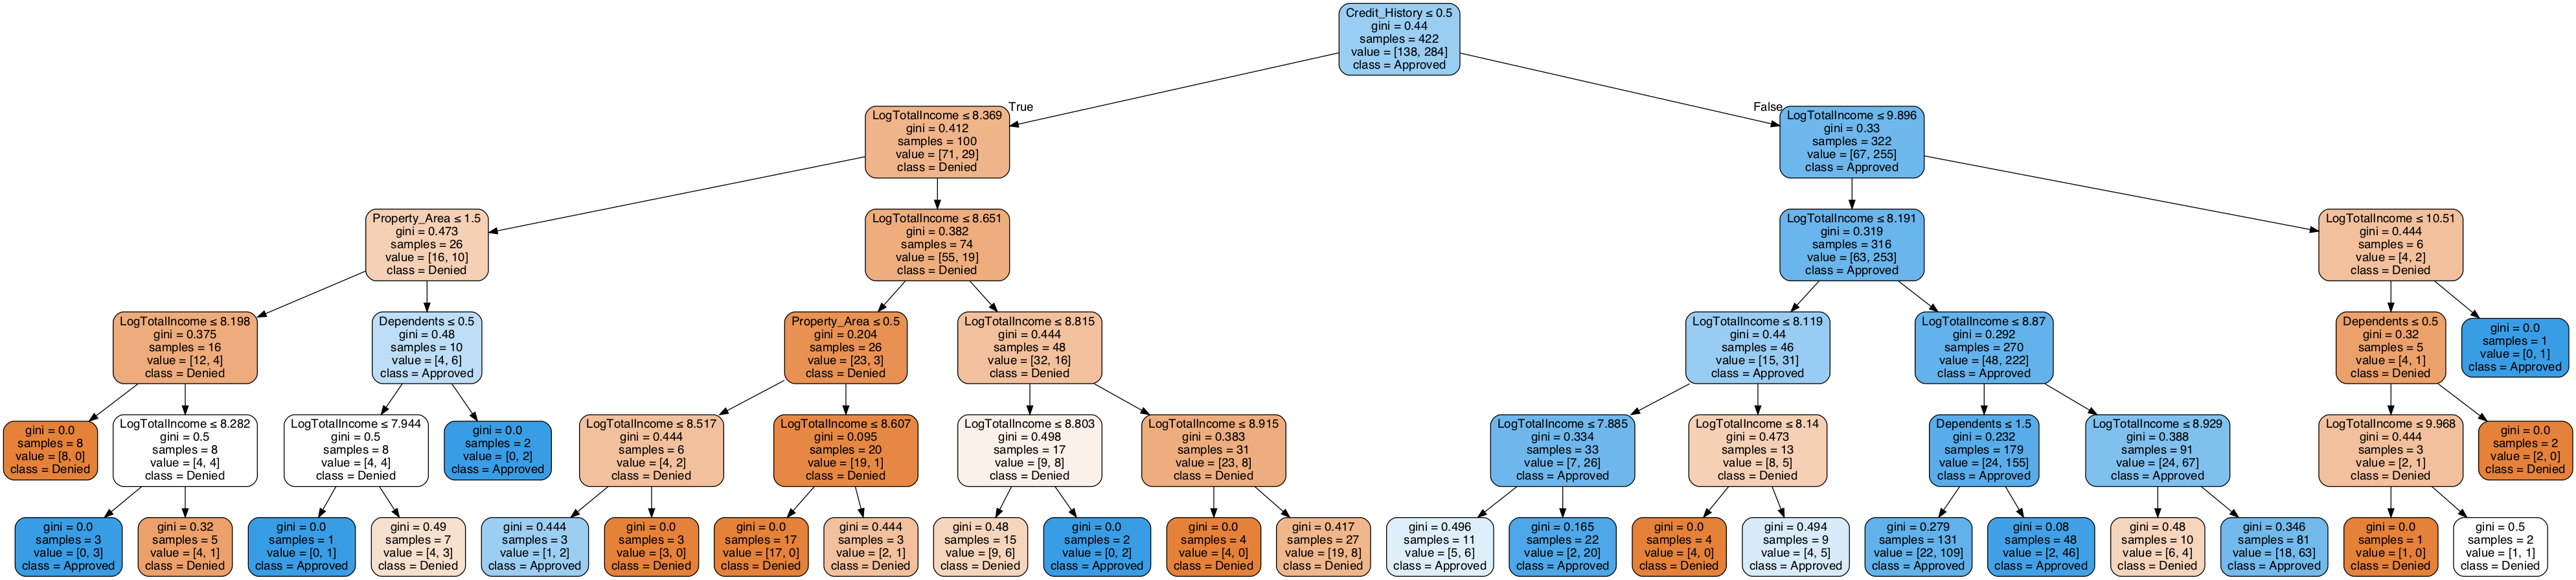 Credit_History ≤ 0.5
gini = 0.44
samples = 422
value = [138, 284]
class = Approved
True
False
LogTotalIncome ≤ 8.369
gini = 0.412
samples = 100
value = [71, 29]
class = Denied
LogTotalIncome ≤ 9.896
gini = 0.33
samples = 322
value = [67, 255]
class = Approved
Property_Area ≤ 1.5
gini = 0.473
samples = 26
value = [16, 10]
class = Denied
LogTotalIncome ≤ 8.651
gini = 0.382
samples = 74
value = [55, 19]
class = Denied
LogTotalIncome ≤ 8.191
gini = 0.319
samples = 316
value = [63, 253]
class = Approved
LogTotalIncome ≤ 10.51
gini = 0.444
samples = 6
value = [4, 2]
class = Denied
LogTotalIncome ≤ 8.198
gini = 0.375
samples = 16
value = [12, 4]
class = Denied
Dependents ≤ 0.5
gini = 0.48
samples = 10
value = [4, 6]
class = Approved
Property_Area ≤ 0.5
gini = 0.204
samples = 26
value = [23, 3]
class = Denied
LogTotalIncome ≤ 8.815
gini = 0.444
samples = 48
value = [32, 16]
class = Denied
LogTotalIncome ≤ 8.119
gini = 0.44
samples = 46
value = [15, 31]
class = Approved
LogTotalIncome ≤ 8.87
gini = 0.292
samples = 270
value = [48, 222]
class = Approved
Dependents ≤ 0.5
gini = 0.32
samples = 5
value = [4, 1]
class = Denied
gini = 0.0
samples = 1
value = [0, 1]
class = Approved
gini = 0.0
samples = 8
value = [8, 0]
class = Denied
LogTotalIncome ≤ 8.282
gini = 0.5
samples = 8
value = [4, 4]
class = Denied
LogTotalIncome ≤ 7.944
gini = 0.5
samples = 8
value = [4, 4]
class = Denied
gini = 0.0
samples = 2
value = [0, 2]
class = Approved
LogTotalIncome ≤ 8.517
gini = 0.444
samples = 6
value = [4, 2]
class = Denied
LogTotalIncome ≤ 8.607
gini = 0.095
samples = 20
value = [19, 1]
class = Denied
LogTotalIncome ≤ 8.803
gini = 0.498
samples = 17
value = [9, 8]
class = Denied
LogTotalIncome ≤ 8.915
gini = 0.383
samples = 31
value = [23, 8]
class = Denied
LogTotalIncome ≤ 7.885
gini = 0.334
samples = 33
value = [7, 26]
class = Approved
LogTotalIncome ≤ 8.14
gini = 0.473
samples = 13
value = [8, 5]
class = Denied
Dependents ≤ 1.5
gini = 0.232
samples = 179
value = [24, 155]
class = Approved
LogTotalIncome ≤ 8.929
gini = 0.388
samples = 91
value = [24, 67]
class = Approved
LogTotalIncome ≤ 9.968
gini = 0.444
samples = 3
value = [2, 1]
class = Denied
gini = 0.0
samples = 2
value = [2, 0]
class = Denied
gini = 0.0
samples = 3
value = [0, 3]
class = Approved
gini = 0.32
samples = 5
value = [4, 1]
class = Denied
gini = 0.0
samples = 1
value = [0, 1]
class = Approved
gini = 0.49
samples = 7
value = [4, 3]
class = Denied
gini = 0.444
samples = 3
value = [1, 2]
class = Approved
gini = 0.0
samples = 3
value = [3, 0]
class = Denied
gini = 0.0
samples = 17
value = [17, 0]
class = Denied
gini = 0.444
samples = 3
value = [2, 1]
class = Denied
gini = 0.48
samples = 15
value = [9, 6]
class = Denied
gini = 0.0
samples = 2
value = [0, 2]
class = Approved
gini = 0.0
samples = 4
value = [4, 0]
class = Denied
gini = 0.417
samples = 27
value = [19, 8]
class = Denied
gini = 0.496
samples = 11
value = [5, 6]
class = Approved
gini = 0.165
samples = 22
value = [2, 20]
class = Approved
gini = 0.0
samples = 4
value = [4, 0]
class = Denied
gini = 0.494
samples = 9
value = [4, 5]
class = Approved
gini = 0.279
samples = 131
value = [22, 109]
class = Approved
gini = 0.08
samples = 48
value = [2, 46]
class = Approved
gini = 0.48
samples = 10
value = [6, 4]
class = Denied
gini = 0.346
samples = 81
value = [18, 63]
class = Approved
gini = 0.0
samples = 1
value = [1, 0]
class = Denied
gini = 0.5
samples = 2
value = [1, 1]
class = Denied